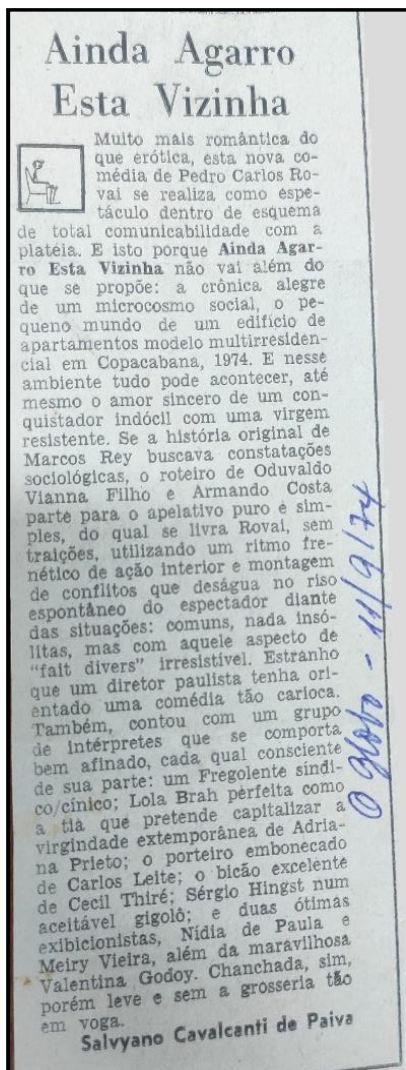 Ainda Agarro
Esta Vizinha
Muito mais romântica do
que erótica, esta nova co-
média de Pedro Carlos Ro-
vai se realiza como espe-
táculo dentro de esquema
de total comunicabilidade com a
platéia. E isto porque Ainda Agar-
ro Esta Vizinha não vai além do
que se propõe: a crônica alegre
de um microcosmo social, o pe-
queno mundo de um edifício de
apartamentos modelo multirresiden-
cial em Copacabana, 1974. E nesse
ambiente tudo pode acontecer, até
mesmo o amor sincero de um con-
quistador indócil com uma virgem
resistente. Se a história original de
Marcos Rey buscava constatações
sociológicas, o roteiro de Oduvaldo
Vianna Filho e Armando Costa
parte para o apelativo puro e sim-
ples, do qual se livra Rovai, sem
traições, utilizando um ritmo fre-
nético de ação interior e montagem
de conflitos que deságua no riso
espontâneo do espectador diante
das situações: comuns, nada insó-
litas, mas com aquele aspecto de
"fait divers" irresistível. Estranho
que um diretor paulista tenha ori-
entado uma comédia tão carioca.
Também, contou com um grupo
de intérpretes que se comporta
bem afinado, cada qual consciente
de sua parte: um Fregolente síndi-
co/cínico; Lola Brah perfeita como
a tia que pretende capitalizar a
virgindade extemporânea de Adria-
na Prieto; o porteiro embonecado
de Carlos Leite; o bicão excelente
de Cecil Thiré; Sérgio Hingst num
aceitável gigolô; e duas ótimas
exibicionistas, Nídia de Paula e
Meiry Vieira, além da maravilhosa
Valentina Godoy. Chanchada, sim,
porém leve e sem a grosseria tão
em voga.
Salvyano Cavalcanti de Paiva
O Globo - 11/9/74